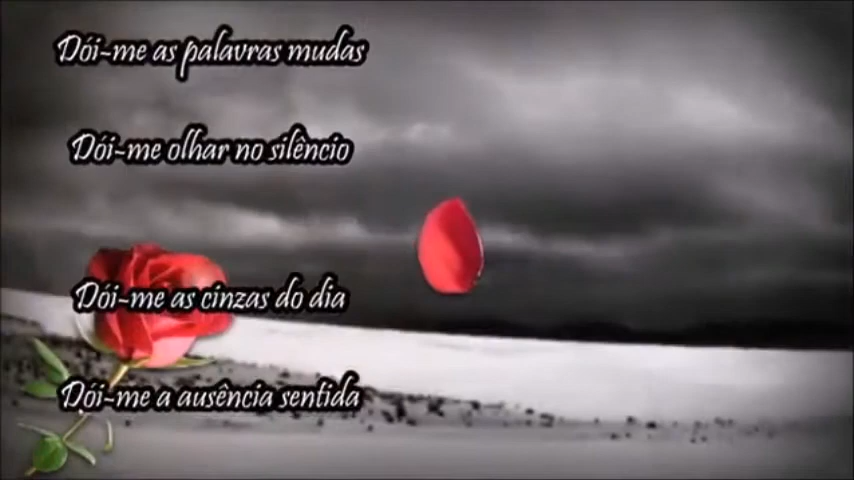 Dói-me as palavras mudas
Dói-me olhar no silêncio
Dói-me as cinzas do dia
Dói-me a ausência sentida